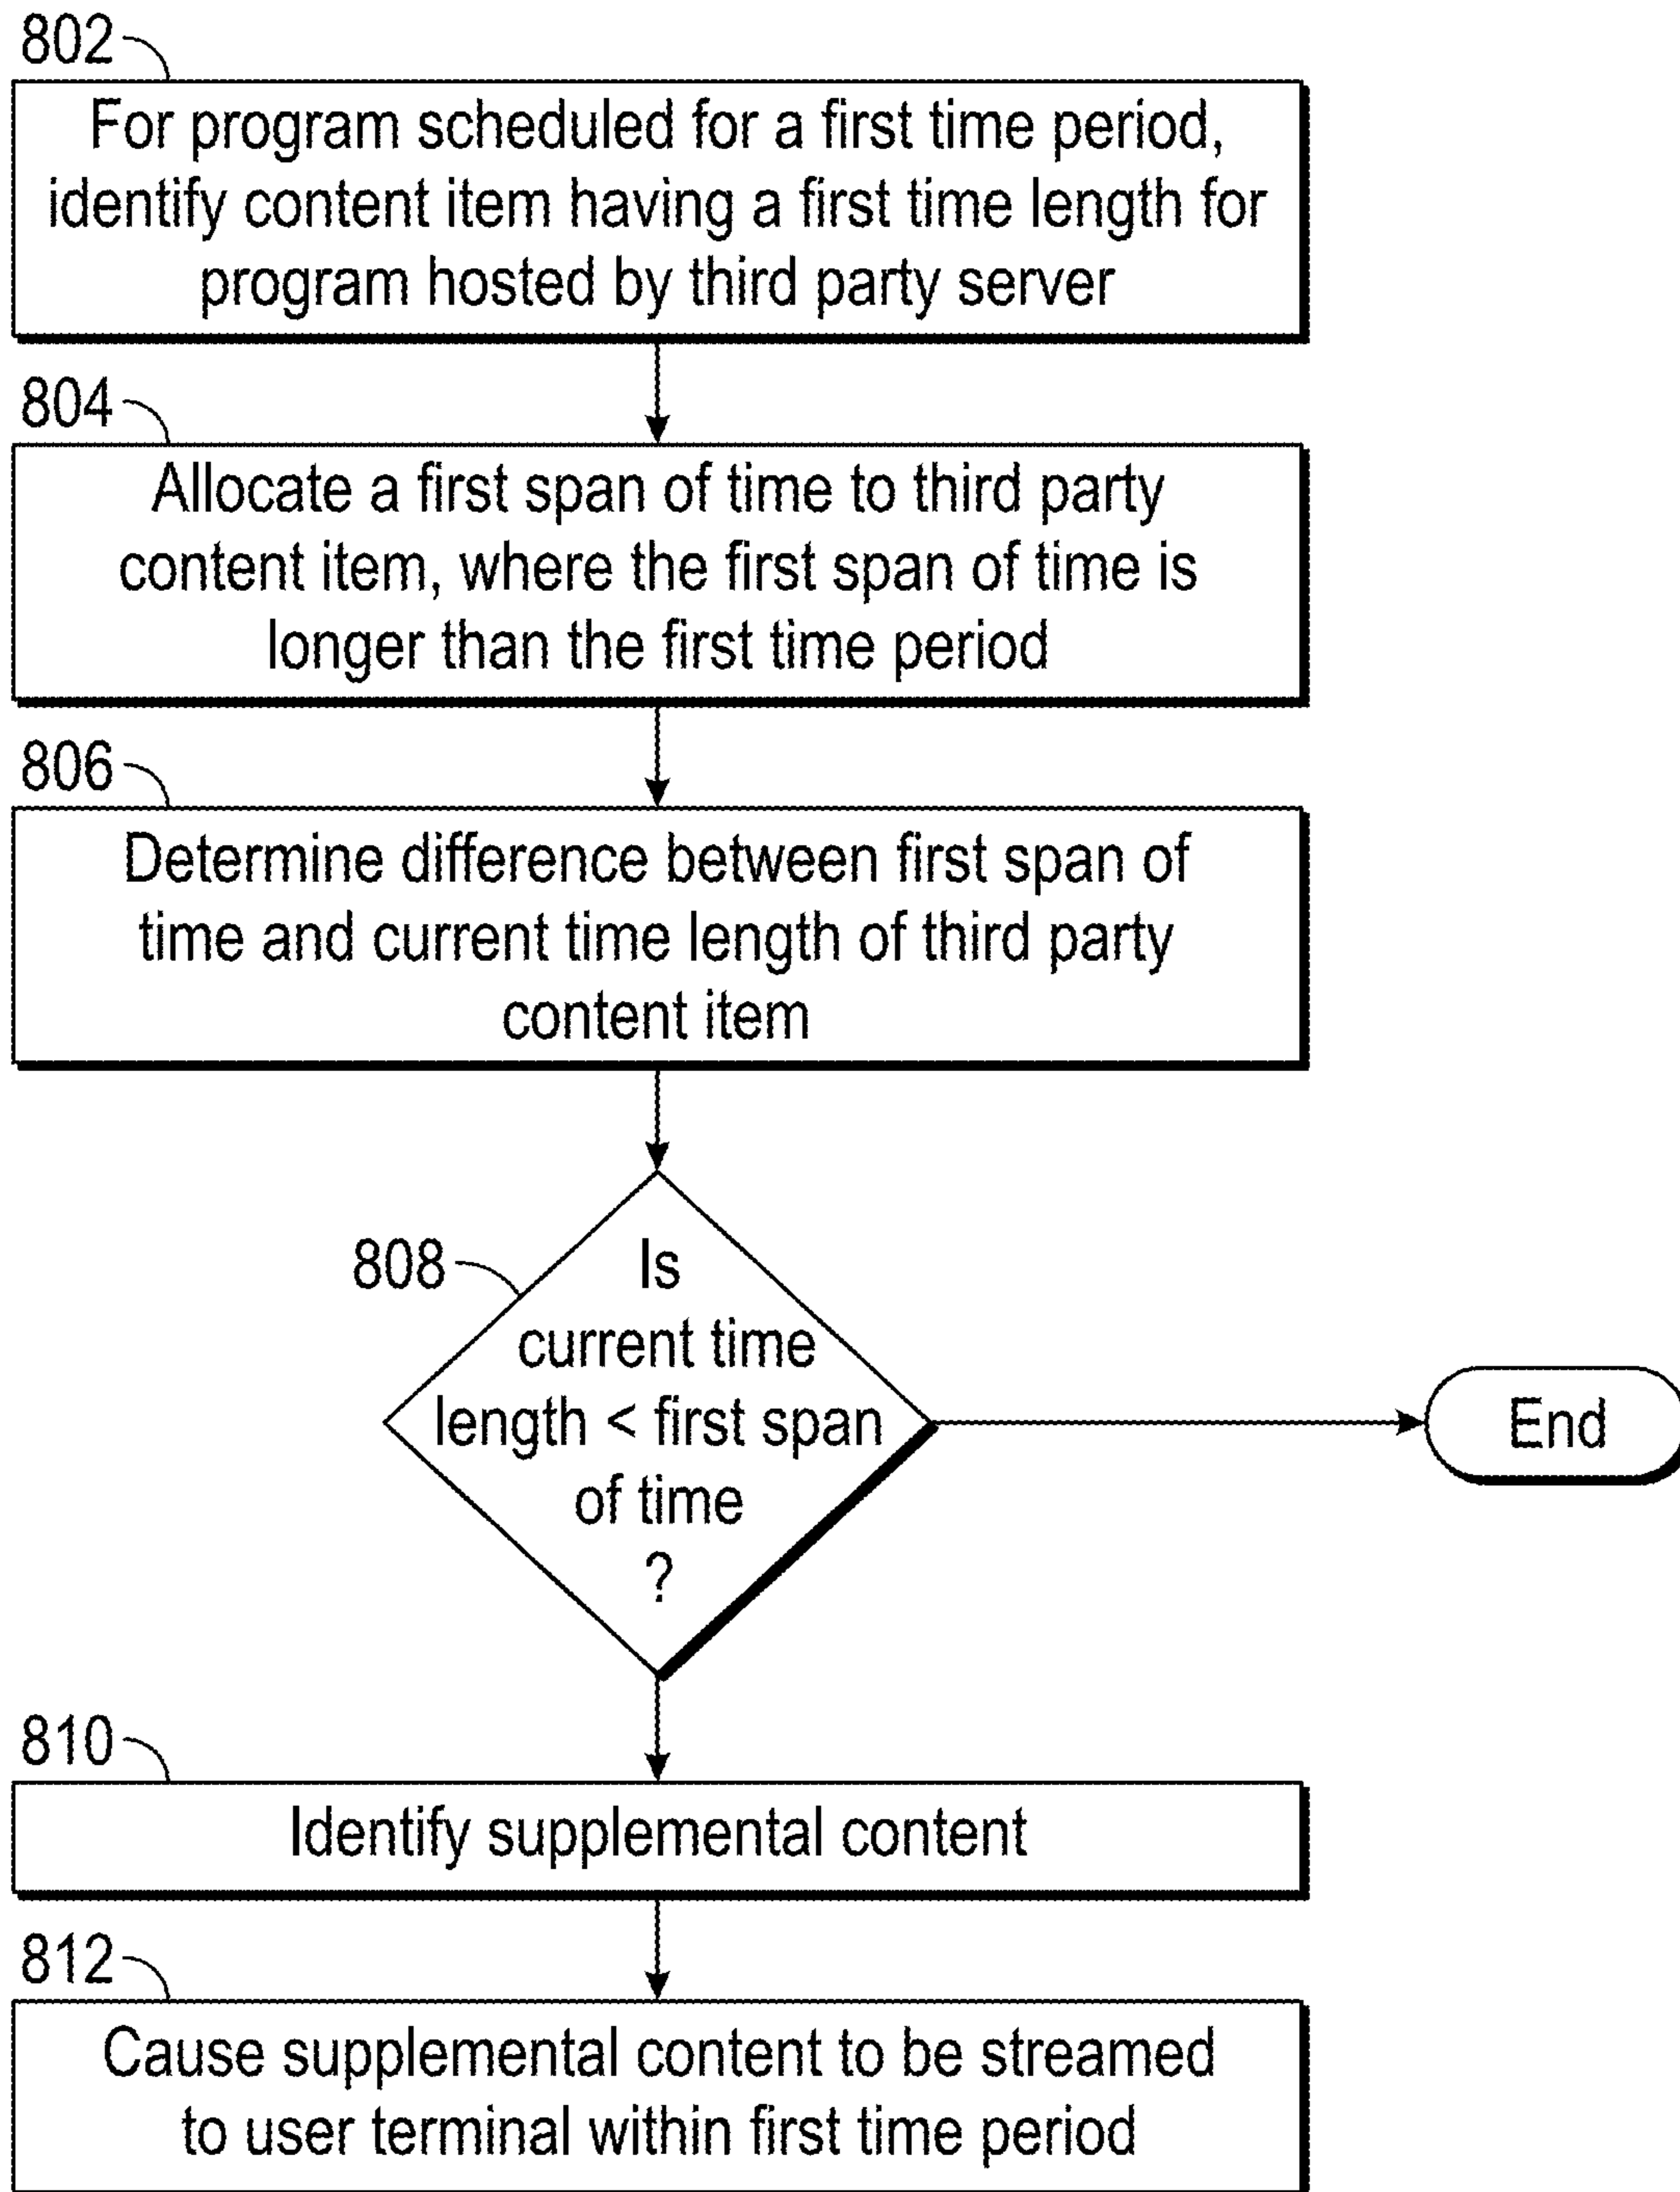 802
For program scheduled for a first time period,
identify content item having a first time length for
program hosted by third party server
804
Allocate a first span of time to third party
content item, where the first span of time is
longer than the first time period
806
Determine difference between first span of
time and current time length of third party
content item
808
Is
current time
length < first span
of time
?
End
810
Identify supplemental content
812
Cause supplemental content to be streamed
to user terminal within first time period